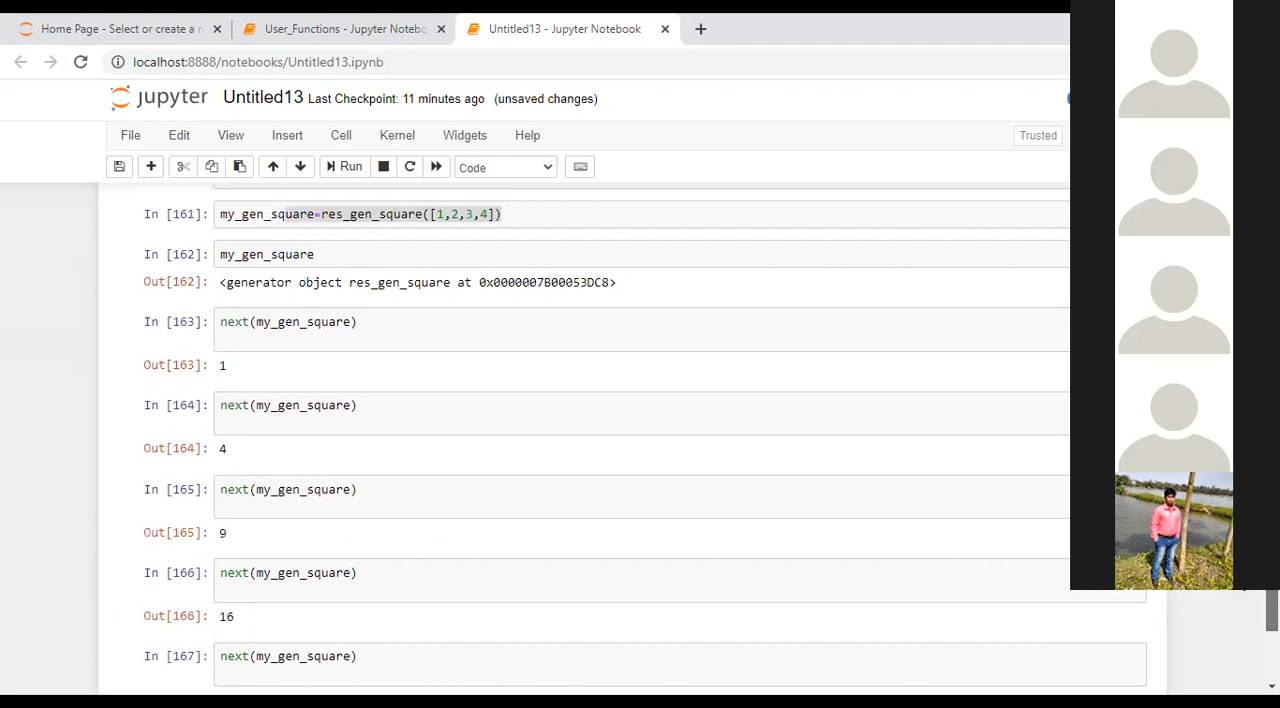 Home Page - Select or create a n
User_Functions - Jupyter Notebo
Untitled13 - Jupyter Notebook
localhost:8888/notebooks/Untitled13.ipynb
jupyter Untitled13 Last Checkpoint: 11 minutes ago (unsaved changes)
File Edit View Insert Cell Kernel Widgets Help Trusted
Run Code
In [161]: my_gen_square=res_gen_square([1,2,3,4])
In [162]: my_gen_square
Out[162]: <generator object res_gen_square at 0x0000007B00053DC8>
In [163]: next(my_gen_square)
Out[163]: 1
In [164]: next(my_gen_square)
Out[164]: 4
In [165]: next(my_gen_square)
Out[165]: 9
In [166]: next(my_gen_square)
Out[166]: 16
In [167]: next(my_gen_square)